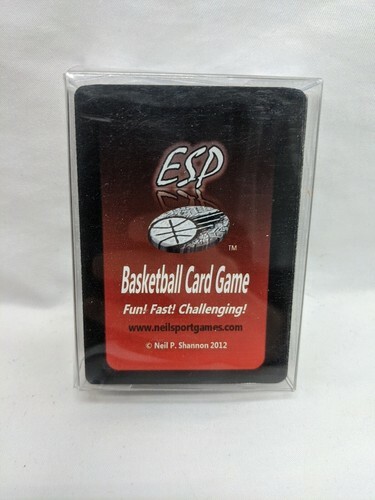 ESP
TM
Basketball Card Game
Fun! Fast! Challenging!
www.neilsportgames.com
© Neil P. Shannon 2012